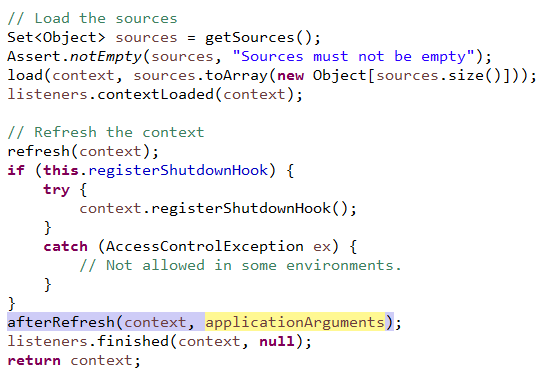 // Load the sources
Set<Object> sources = getSources();
Assert.notEmpty(sources, "Sources must not be empty");
load(context, sources.toArray(new Object[sources.size()]));
listeners.contextLoaded(context);

// Refresh the context
refresh(context);
if (this.registerShutdownHook) {
    try {
        context.registerShutdownHook();
    }
    catch (AccessControlException ex) {
        // Not allowed in some environments.
    }
}
afterRefresh(context, applicationArguments);
listeners.finished(context, null);
return context;